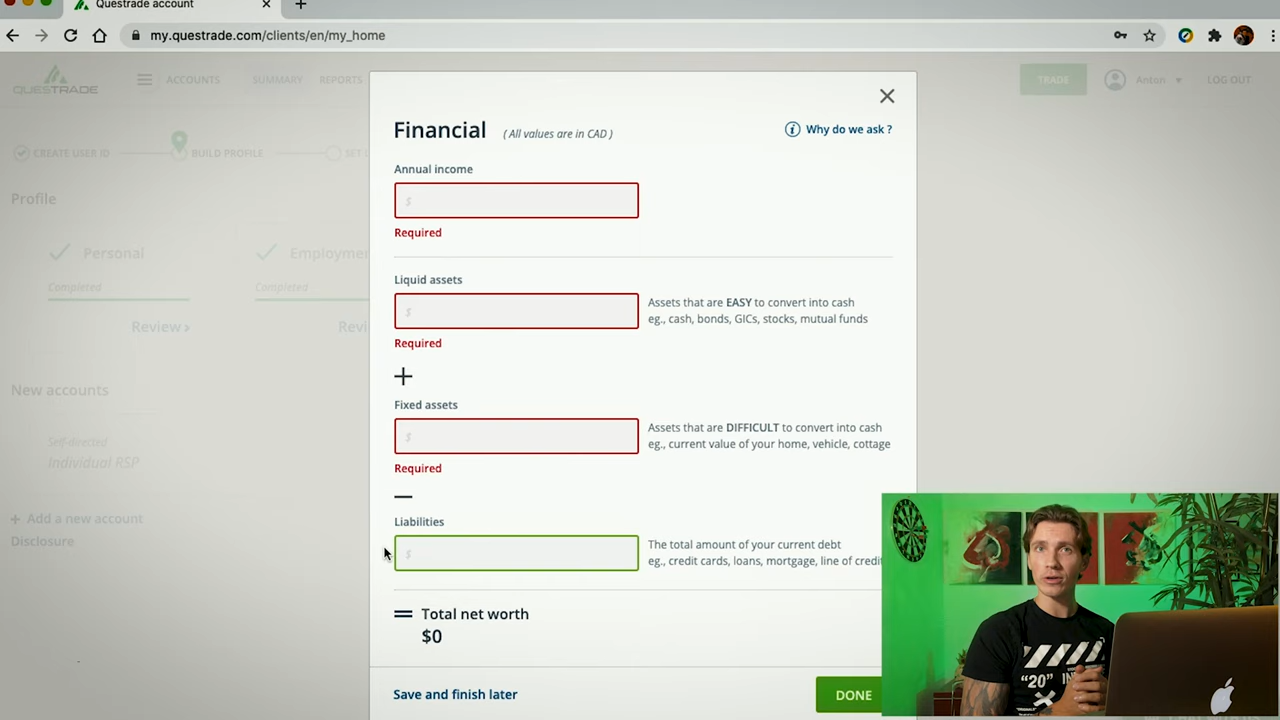 Questrade account
my.questrade.com/clients/en/my_home
QUESTRADE
ACCOUNTS
SUMMARY
REPORTS
TRADE
Anton
LOG OUT
CREATE USER ID
BUILD PROFILE
Profile
Personal
Completed
Review ›
Completed
New accounts
Self-directed
Individual RSP
+ Add a new account
Disclosure
Financial ( All values are in CAD )
Why do we ask ?
Annual income
$
Required
Liquid assets
$
Assets that are EASY to convert into cash
eg., cash, bonds, GICs, stocks, mutual funds
Required
+
Fixed assets
$
Assets that are DIFFICULT to convert into cash
eg., current value of your home, vehicle, cottage
Required
−
Liabilities
$
The total amount of your current debt
eg., credit cards, loans, mortgage, line of credit
= Total net worth
$0
Save and finish later
DONE
"20"